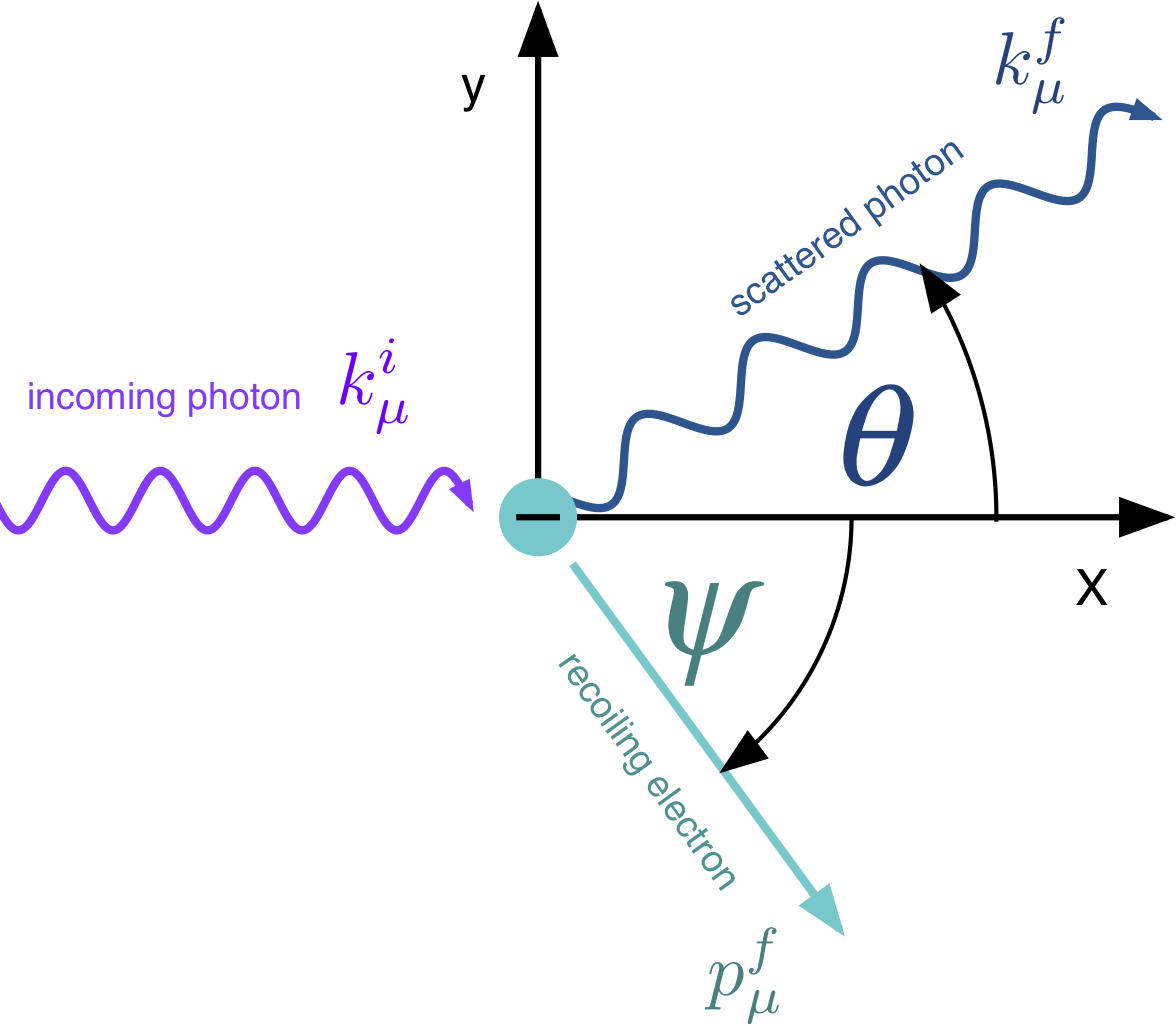 y
k^f_μ
scattered photon
incoming photon k^i_μ
θ
x
ψ
recoiling electron
p^f_μ